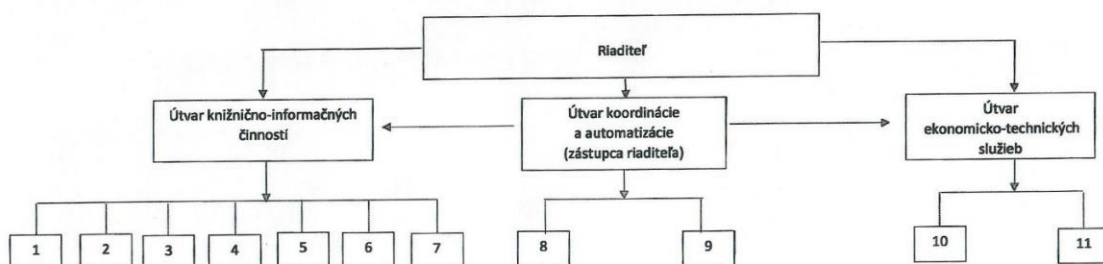 Riaditeľ
Útvar knižnično-informačných
činností
Útvar koordinácie
a automatizácie
(zástupca riaditeľa)
Útvar
ekonomicko-technických
služieb
1
2
3
4
5
6
7
8
9
10
11